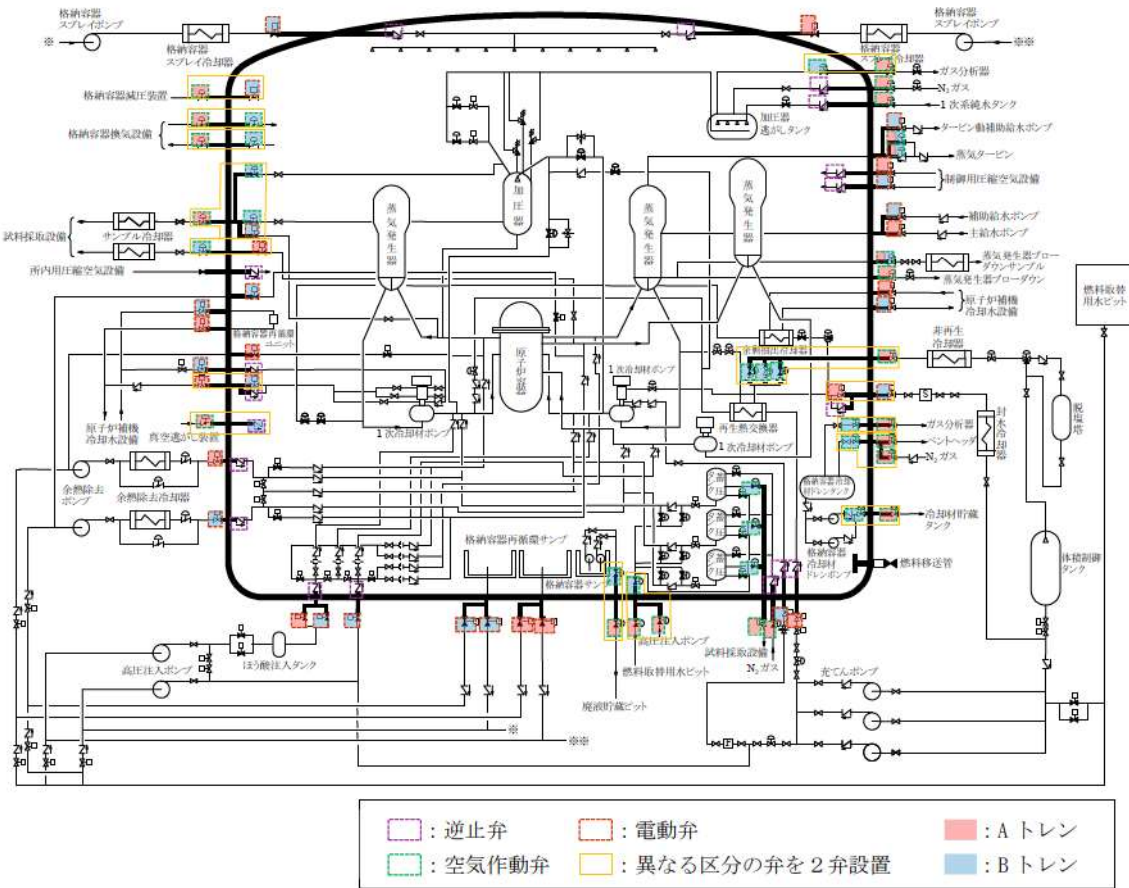 格納容器
スプレイポンプ
※
格納容器
スプレイ冷却器
格納容器
スプレイ冷却器
格納容器
スプレイポンプ
※※
格納容器減圧装置
格納容器換気設備
試料採取設備
サンプル冷却器
所内用圧縮空気設備
格納容器再循環
ユニット
原子炉補機
冷却水設備
真空逃がし装置
余熱除去
ポンプ
余熱除去冷却器
加圧器
逃がしタンク
加圧器
蒸気発生器
蒸気発生器
蒸気発生器
原子炉容器
1次冷却材ポンプ
1次冷却材ポンプ
1次冷却材ポンプ
余剰抽出冷却器
再生熱交換器
ガス分析器
N₂ガス
1次系純水タンク
タービン動補助給水ポンプ
蒸気タービン
制御用圧縮空気設備
補助給水ポンプ
主給水ポンプ
蒸気発生器ブロー
ダウンサンプル
蒸気発生器ブローダウン
原子炉補機
冷却水設備
燃料取替
用水ピット
非再生
冷却器
S
封水冷却器
脱塩塔
ガス分析器
ベントヘッダ
N₂ガス
格納容器冷却
材ドレンタンク
冷却材貯蔵
タンク
格納容器
冷却材
ドレンポンプ
燃料移送管
体積制御
タンク
蓄圧タンク
蓄圧タンク
蓄圧タンク
格納容器再循環サンプ
格納容器サンプ
高圧注入ポンプ
ほう酸注入タンク
高圧注入ポンプ
燃料取替用水ピット
廃液貯蔵ピット
試料採取設備
N₂ガス
充てんポンプ
F
※
※※
：逆止弁
：電動弁
：Aトレン
：空気作動弁
：異なる区分の弁を2弁設置
：Bトレン